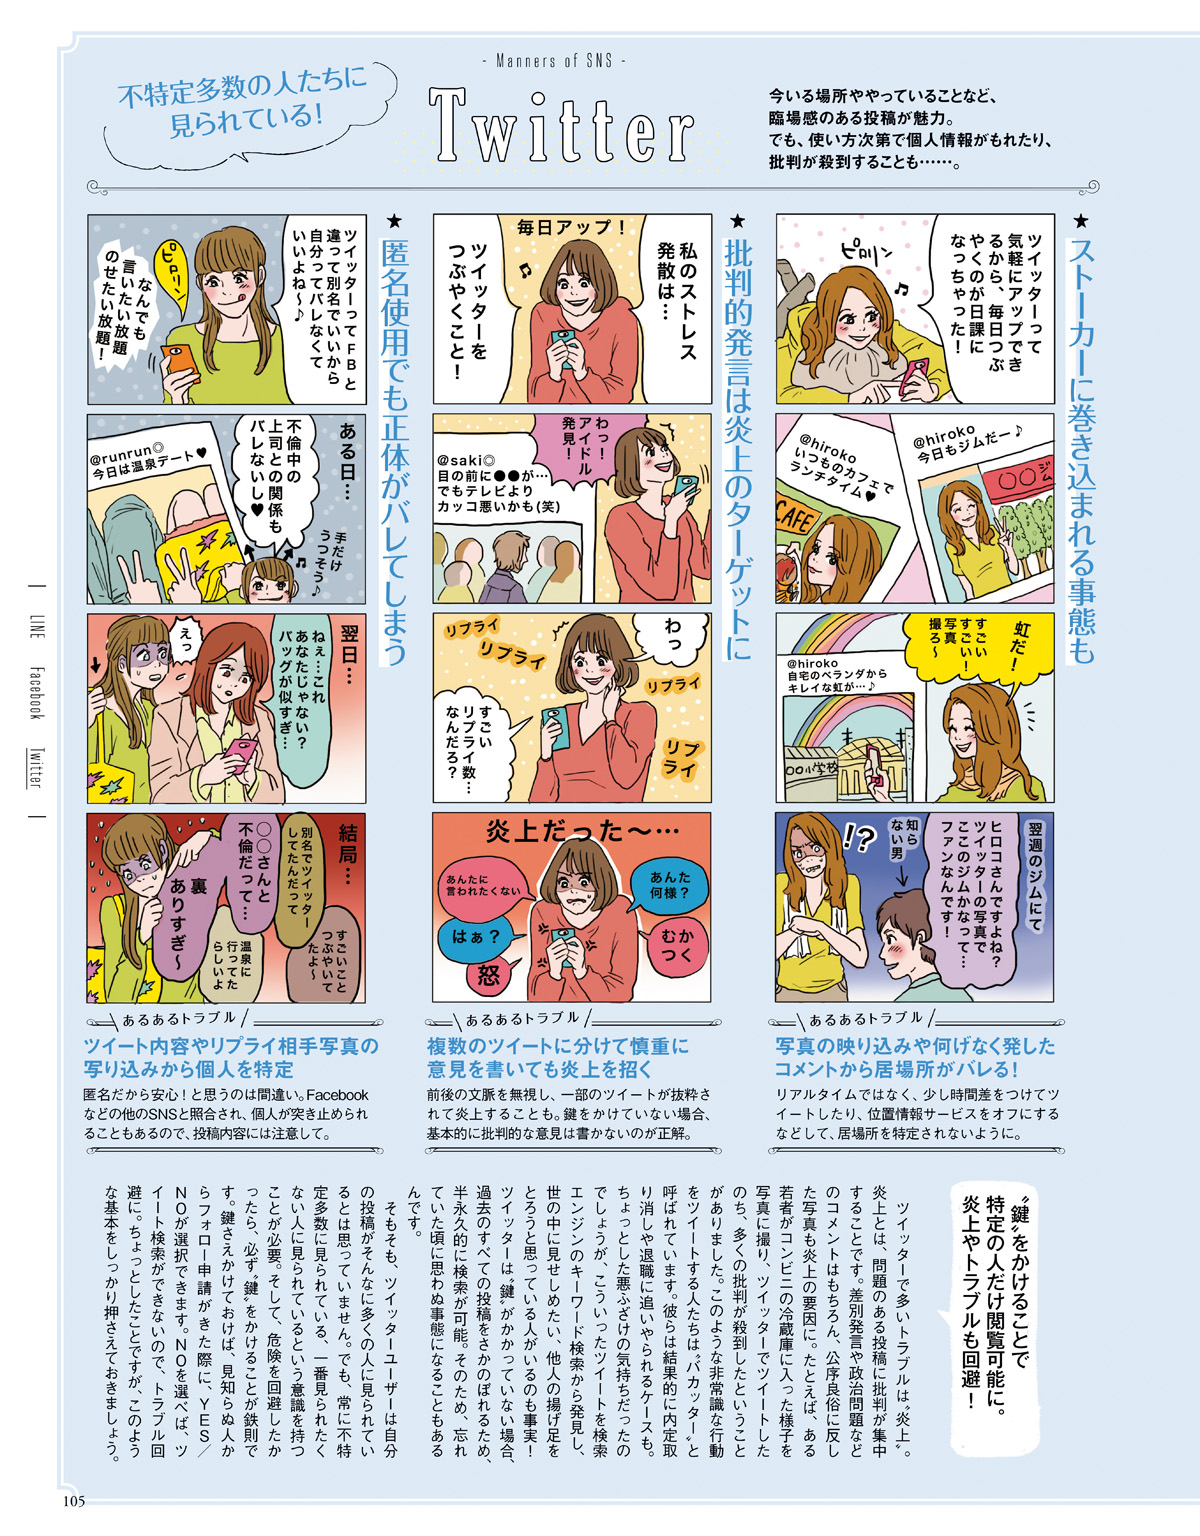 - Manners of SNS -
Twitter
不特定多数の人たちに
見られている！
今いる場所ややっていることなど、
臨場感のある投稿が魅力。
でも、使い方次第で個人情報がもれたり、
批判が殺到することも……。
★ストーカーに巻き込まれる事態も
ツイッターって
気軽にアップでき
るから、毎日つぶ
やくのが日課に
なっちゃった！
ピロリン
♪
@hiroko
今日もジムだー♪
〇〇ジム
@hiroko
いつものカフェで
ランチタイム♥
CAFE
虹だ！
すごい
すごい！
写真
撮ろ〜
@hiroko
自宅のベランダから
キレイな虹が…♪
〇〇小学校
翌週のジムにて
ヒロコさんですよね？
ツイッターの写真で
ここのジムかなって…
ファンなんです！
知ら
ない男
!?
あるあるトラブル
写真の映り込みや何げなく発した
コメントから居場所がバレる！
リアルタイムではなく、少し時間差をつけてツ
イートしたり、位置情報サービスをオフにする
などして、居場所を特定されないように。
★批判的発言は炎上のターゲットに
私のストレス
発散は…
毎日アップ！
ツイッターを
つぶやくこと！
♪
わっ！
アイドル
発見！
@saki◎
目の前に●●が…
でもテレビより
カッコ悪いかも(笑)
わっ
リプライ
リプライ
リプライ
リプ
ライ
すごい
リプライ数…
なんだろ？
炎上だった〜…
あんた
何様？
あんたに
言われたくない
はぁ？
むか
つく
怒
あるあるトラブル
複数のツイートに分けて慎重に
意見を書いても炎上を招く
前後の文脈を無視し、一部のツイートが抜粋さ
れて炎上することも。鍵をかけていない場合、
基本的に批判的な意見は書かないのが正解。
★匿名使用でも正体がバレてしまう
ツイッターってＦＢと
違って別名でいいから
自分ってバレなくて
いいよね〜♪
ピロリン
なんでも
言いたい放題
のせたい放題！
ある日…
不倫中の
上司との関係も
バレないし♥
@runrun◎
今日は温泉デート♥
手だけ
うつそう♪
♫
翌日…
ねぇ…これ
あなたじゃない？
バッグが似すぎ…
えっ
結局…
別名でツイッター
してたんだって
〇〇さんと
不倫だって…
裏
ありすぎ〜
すごいこと
つぶやいて
たよ〜
温泉に
行ってた
らしいよ
あるあるトラブル
ツイート内容やリプライ相手写真の
写り込みから個人を特定
匿名だから安心！と思うのは間違い。Facebook
などの他のSNSと照合され、個人が突き止められ
ることもあるので、投稿内容には注意して。
〝鍵〟をかけることで
特定の人だけ閲覧可能に。
炎上やトラブルも回避！
ツイッターで多いトラブルは〝炎上〟。
炎上とは、問題のある投稿に批判が集中
することです。差別発言や政治問題など
のコメントはもちろん、公序良俗に反し
た写真も炎上の要因に。たとえば、ある
若者がコンビニの冷蔵庫に入った様子を
写真に撮り、ツイッターでツイートした
のち、多くの批判が殺到したということ
がありました。このような非常識な行動
をツイートする人たちは〝バカッター〟と
呼ばれています。彼らは結果的に内定取
り消しや退職に追いやられるケースも。
ちょっとした悪ふざけの気持ちだったの
でしょうが、こういったツイートを検索
エンジンのキーワード検索から発見し、
世の中に見せしめたい、他人の揚げ足を
とろうと思っている人がいるのも事実！
ツイッターは〝鍵〟がかかっていない場合、
過去のすべての投稿をさかのぼれるため、
半永久的に検索が可能。そのため、忘れ
ていた頃に思わぬ事態になることもある
んです。
そもそも、ツイッターユーザーは自分
の投稿がそんなに多くの人に見られてい
るとは思っていません。でも、常に不特
定多数に見られている、一番見られたく
ない人に見られているという意識を持つ
ことが必要。そして、危険を回避したか
ったら、必ず〝鍵〟をかけることが鉄則で
す。鍵さえかけておけば、見知らぬ人か
らフォロー申請がきた際に、YES／
NOが選択できます。NOを選べば、ツ
イート検索ができないので、トラブル回
避に。ちょっとしたことですが、このよう
な基本をしっかり押さえておきましょう。
LINE
Facebook
Twitter
105